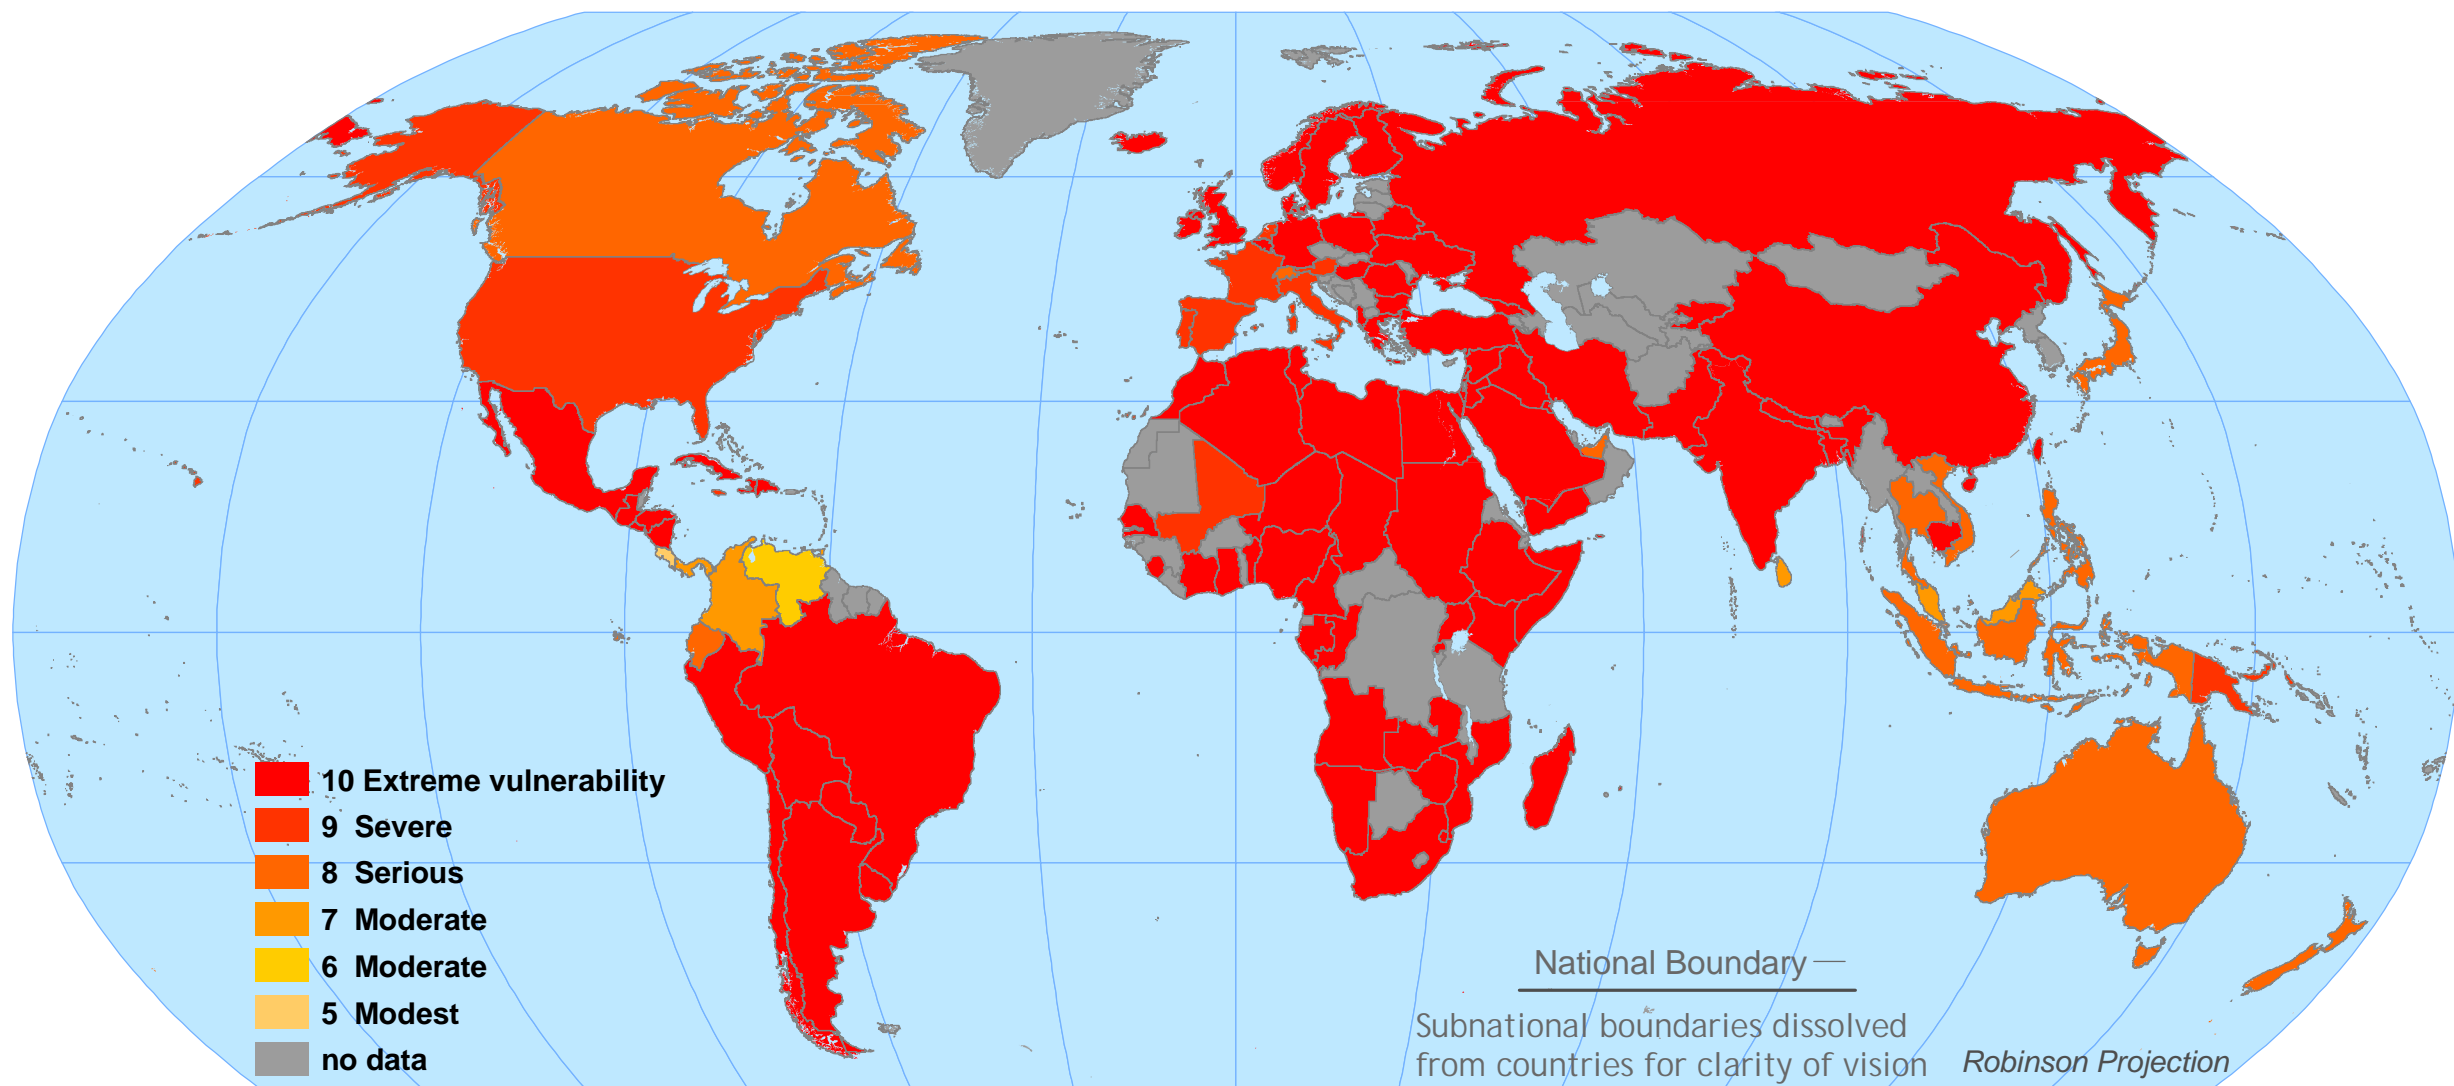 10 Extreme vulnerability
9 Severe
8 Serious
7 Moderate
6 Moderate
5 Modest
no data
National Boundary
Subnational boundaries dissolved
from countries for clarity of vision
Robinson Projection